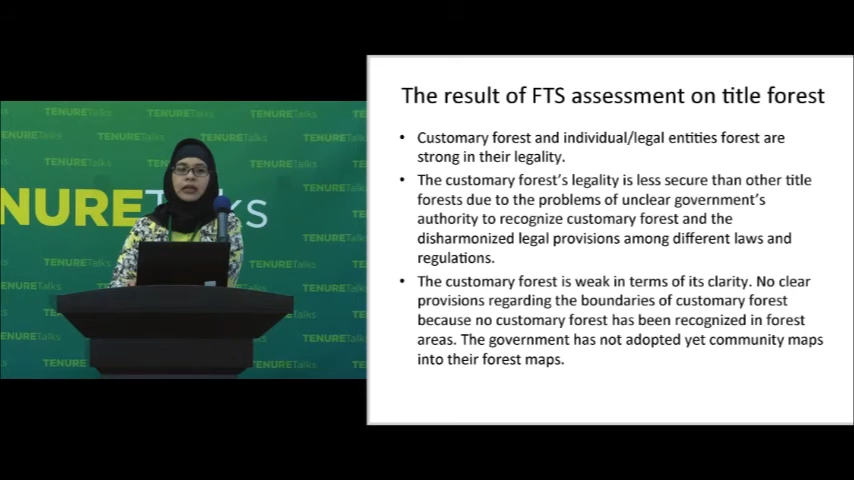 TENURETalks
TENURETalks
TENURETalks
TENURETalks
NURETalks
The result of FTS assessment on title forest
• Customary forest and individual/legal entities forest are
strong in their legality.
• The customary forest's legality is less secure than other title
forests due to the problems of unclear government's
authority to recognize customary forest and the
disharmonized legal provisions among different laws and
regulations.
• The customary forest is weak in terms of its clarity. No clear
provisions regarding the boundaries of customary forest
because no customary forest has been recognized in forest
areas. The government has not adopted yet community maps
into their forest maps.